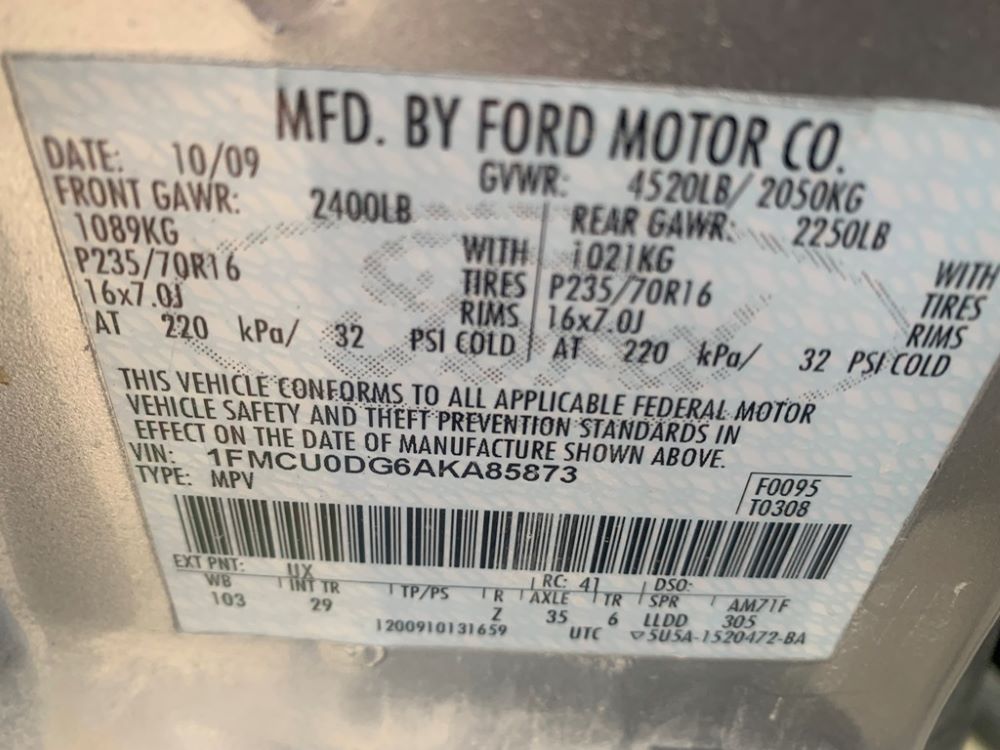 MFD. BY FORD MOTOR CO.
DATE: 10/09 GVWR: 4520LB/ 2050KG
FRONT GAWR: 2400LB REAR GAWR: 2250LB
1089KG WITH 1021KG WITH
P235/70R16 TIRES P235/70R16 TIRES
16x7.0J RIMS 16x7.0J RIMS
AT 220 kPa/ 32 PSI COLD AT 220 kPa/ 32 PSI COLD
THIS VEHICLE CONFORMS TO ALL APPLICABLE FEDERAL MOTOR
VEHICLE SAFETY AND THEFT PREVENTION STANDARDS IN
EFFECT ON THE DATE OF MANUFACTURE SHOWN ABOVE.
VIN: 1FMCU0DG6AKA85873
TYPE: MPV F0095
T0308
EXT PNT: UX RC: 41 DSO:
WB INT TR TP/PS R AXLE TR SPR AM71F
103 29 Z 35 6 LLDD 305
1200910131659 UTC ▽5U5A-1520472-BA